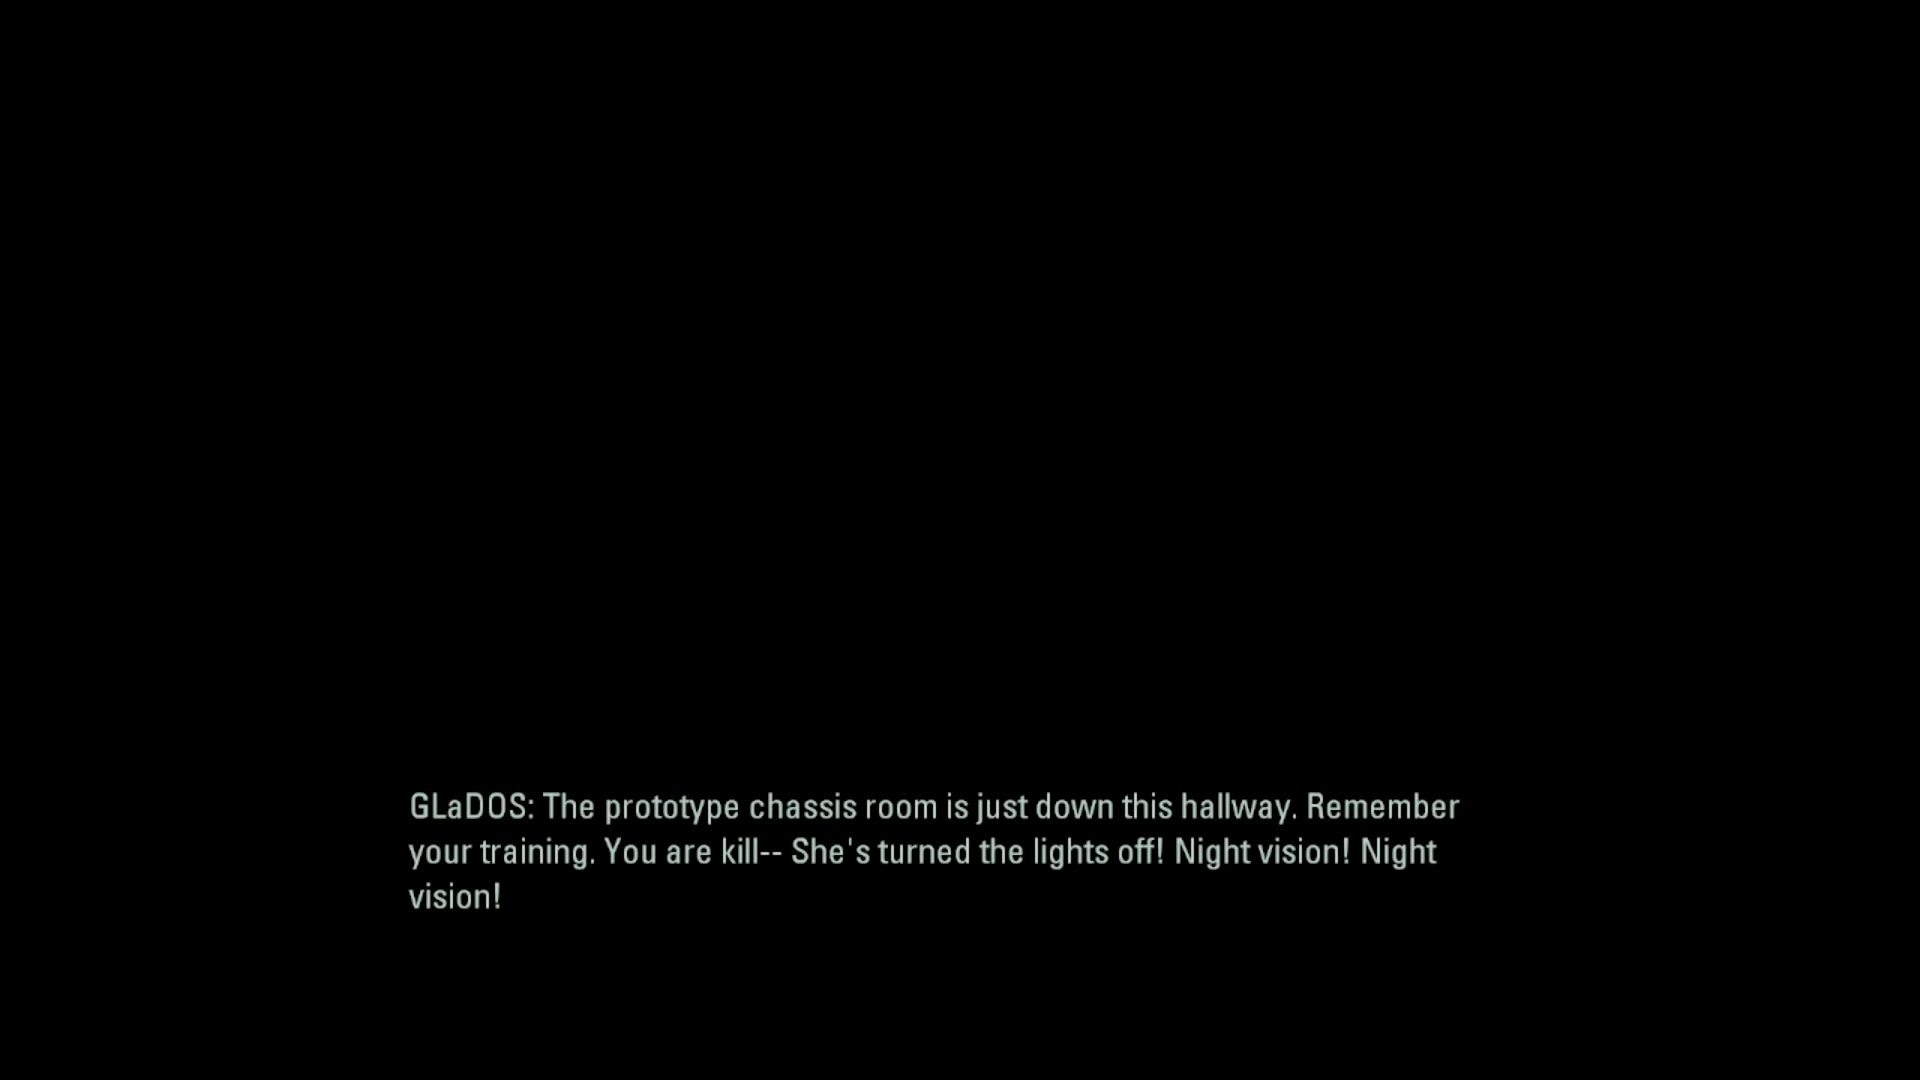 GLaDOS: The prototype chassis room is just down this hallway. Remember
your training. You are kill-- She's turned the lights off! Night vision! Night
vision!